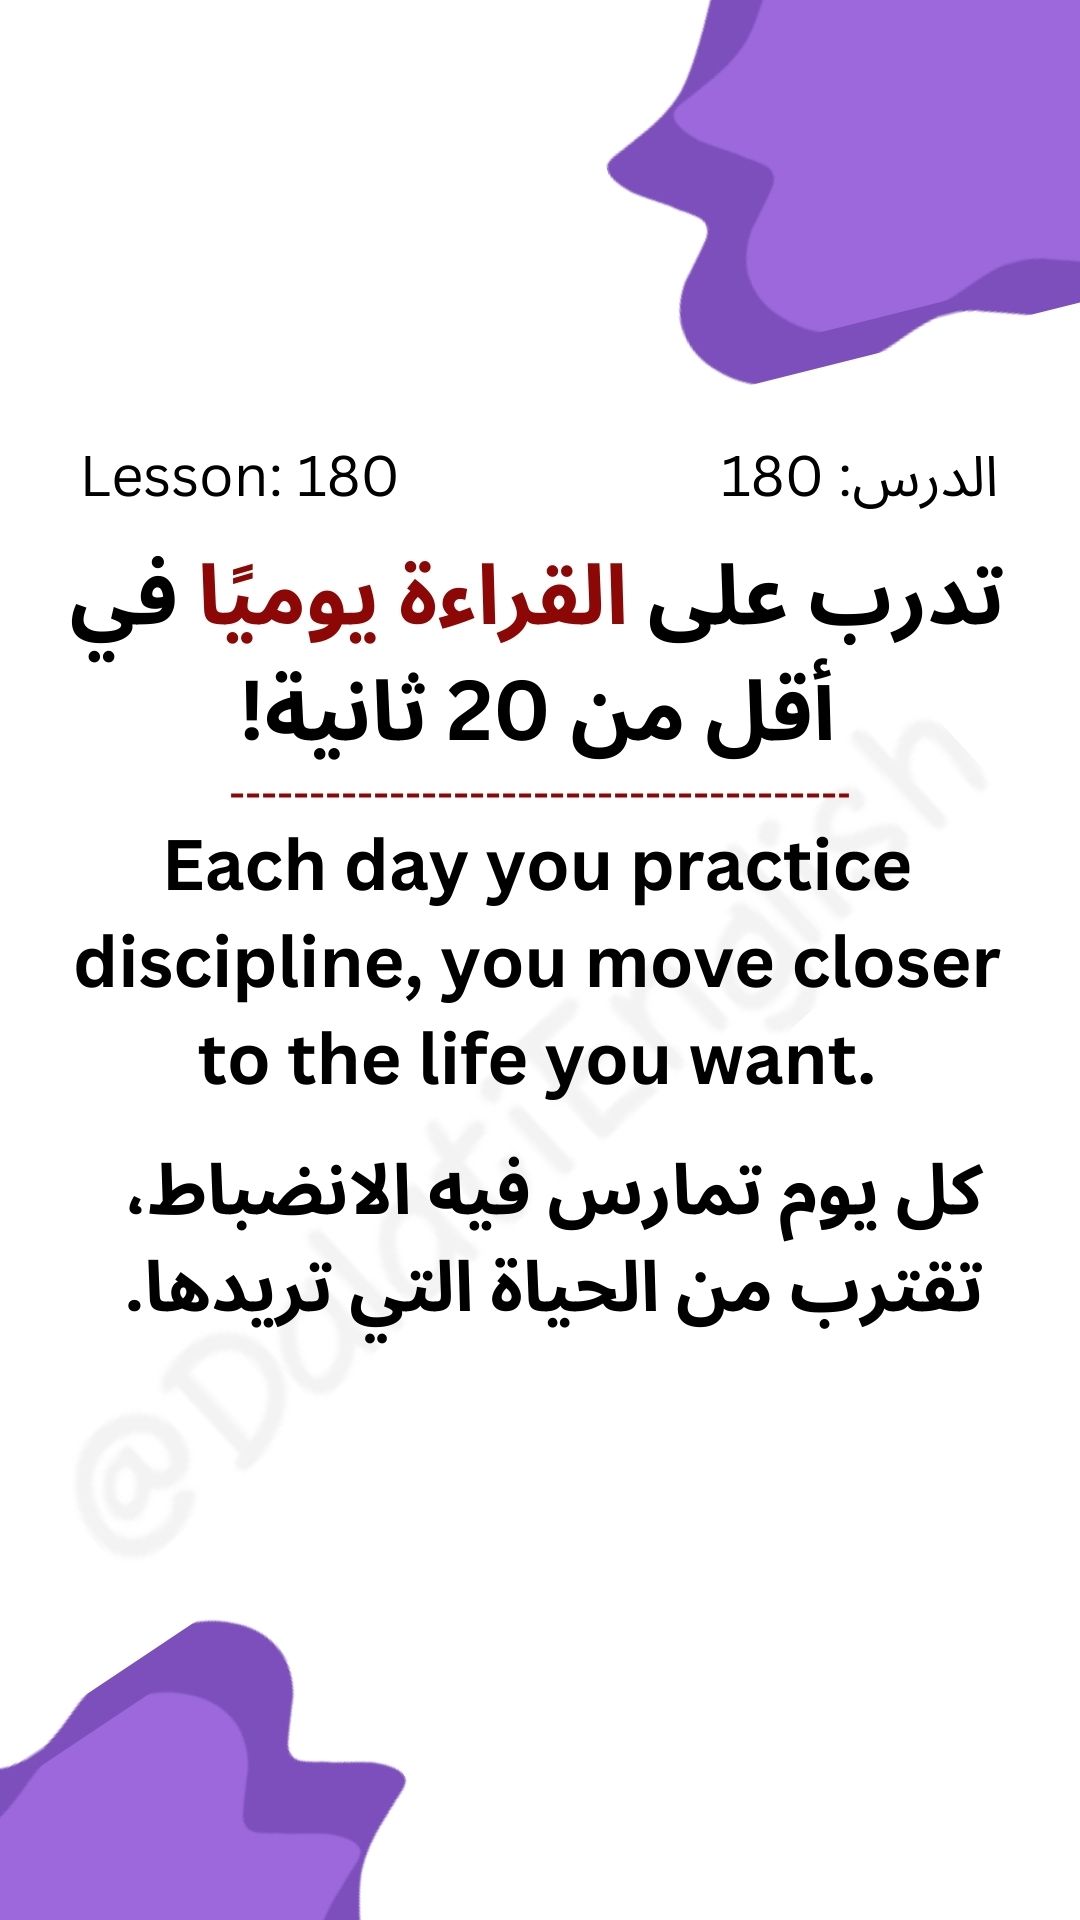 Lesson: 180
الدرس: 180
تدرب على القراءة يوميًا في
أقل من 20 ثانية!
--------------------------------------
Each day you practice
discipline, you move closer
to the life you want.
كل يوم تمارس فيه الانضباط،
تقترب من الحياة التي تريدها.
@DdatiEnglish